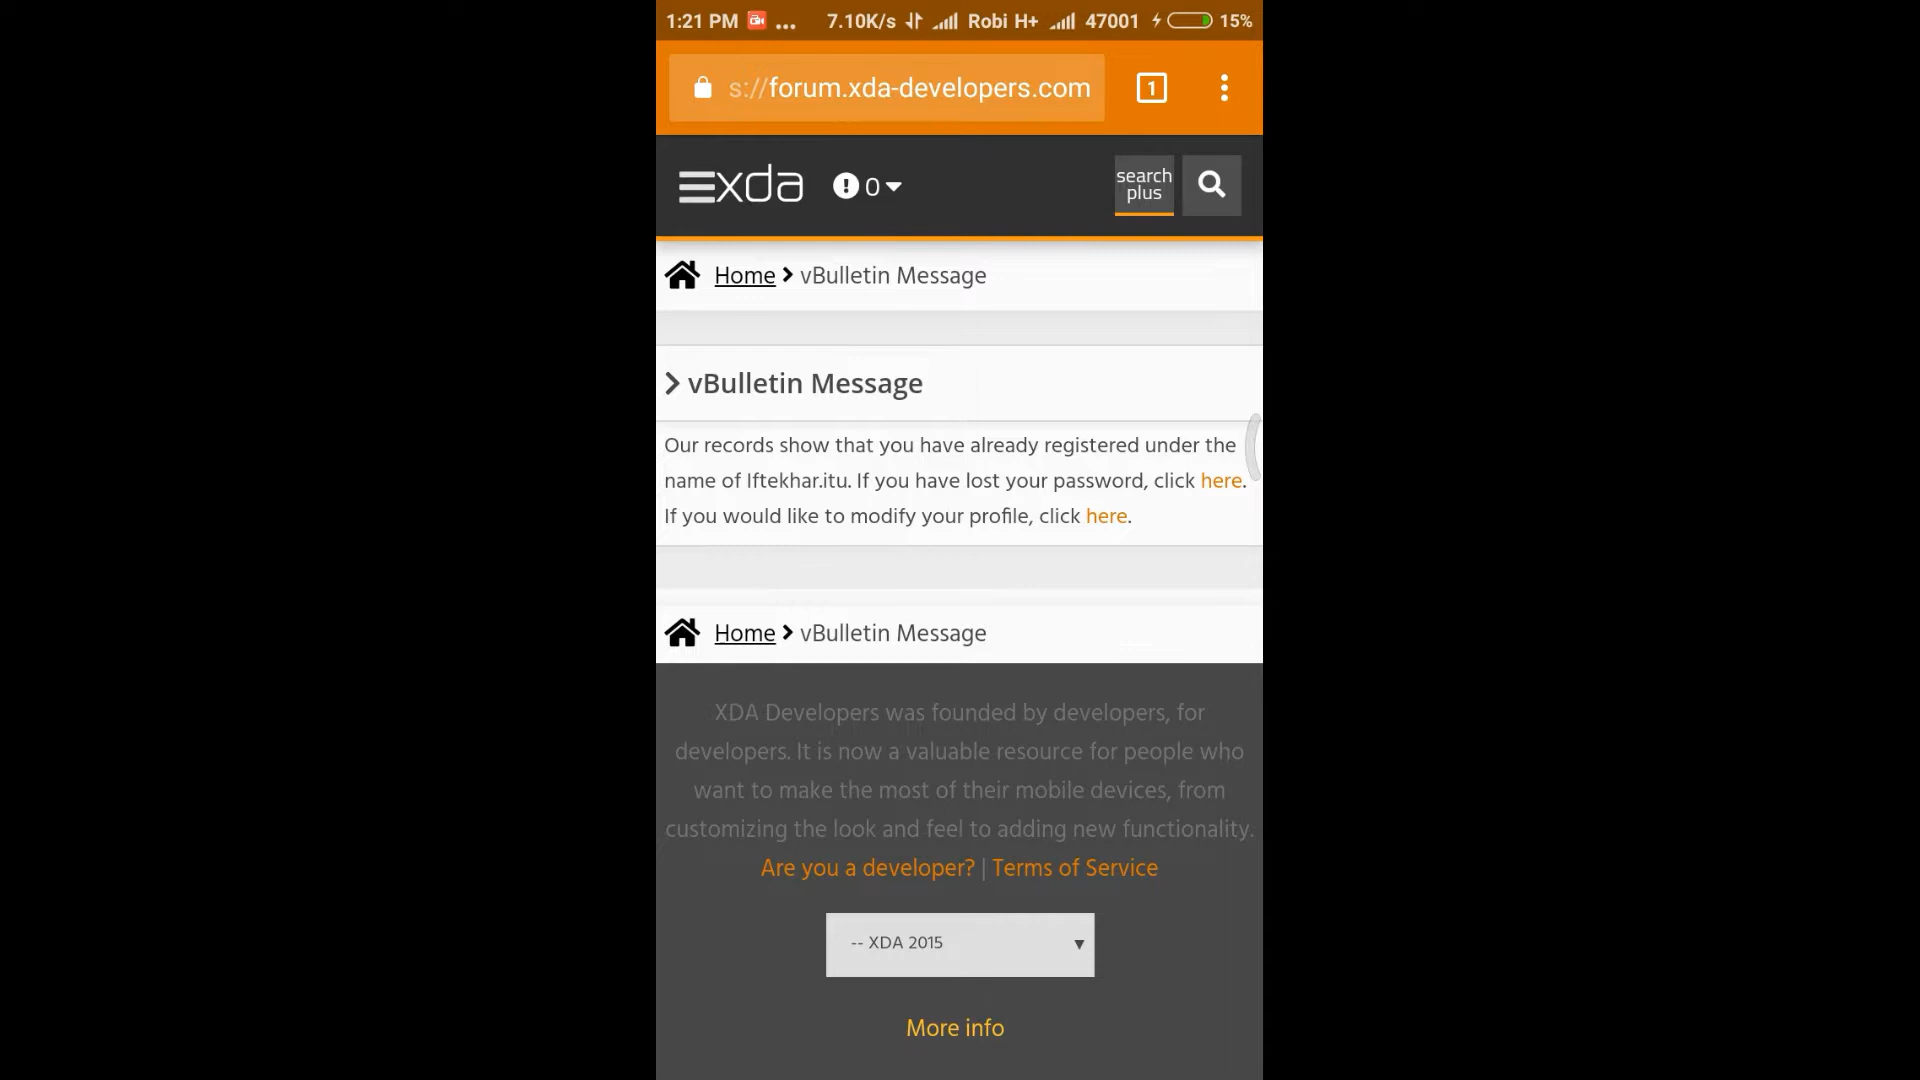 1:21 PM ... 7.10K/s Robi H+ 47001 15%
s://forum.xda-developers.com 1
xda 0 search plus
Home vBulletin Message
vBulletin Message
Our records show that you have already registered under the
name of Iftekhar.itu. If you have lost your password, click here.
If you would like to modify your profile, click here.
Home vBulletin Message
XDA Developers was founded by developers, for
developers. It is now a valuable resource for people who
want to make the most of their mobile devices, from
customizing the look and feel to adding new functionality.
Are you a developer? | Terms of Service
-- XDA 2015
More info